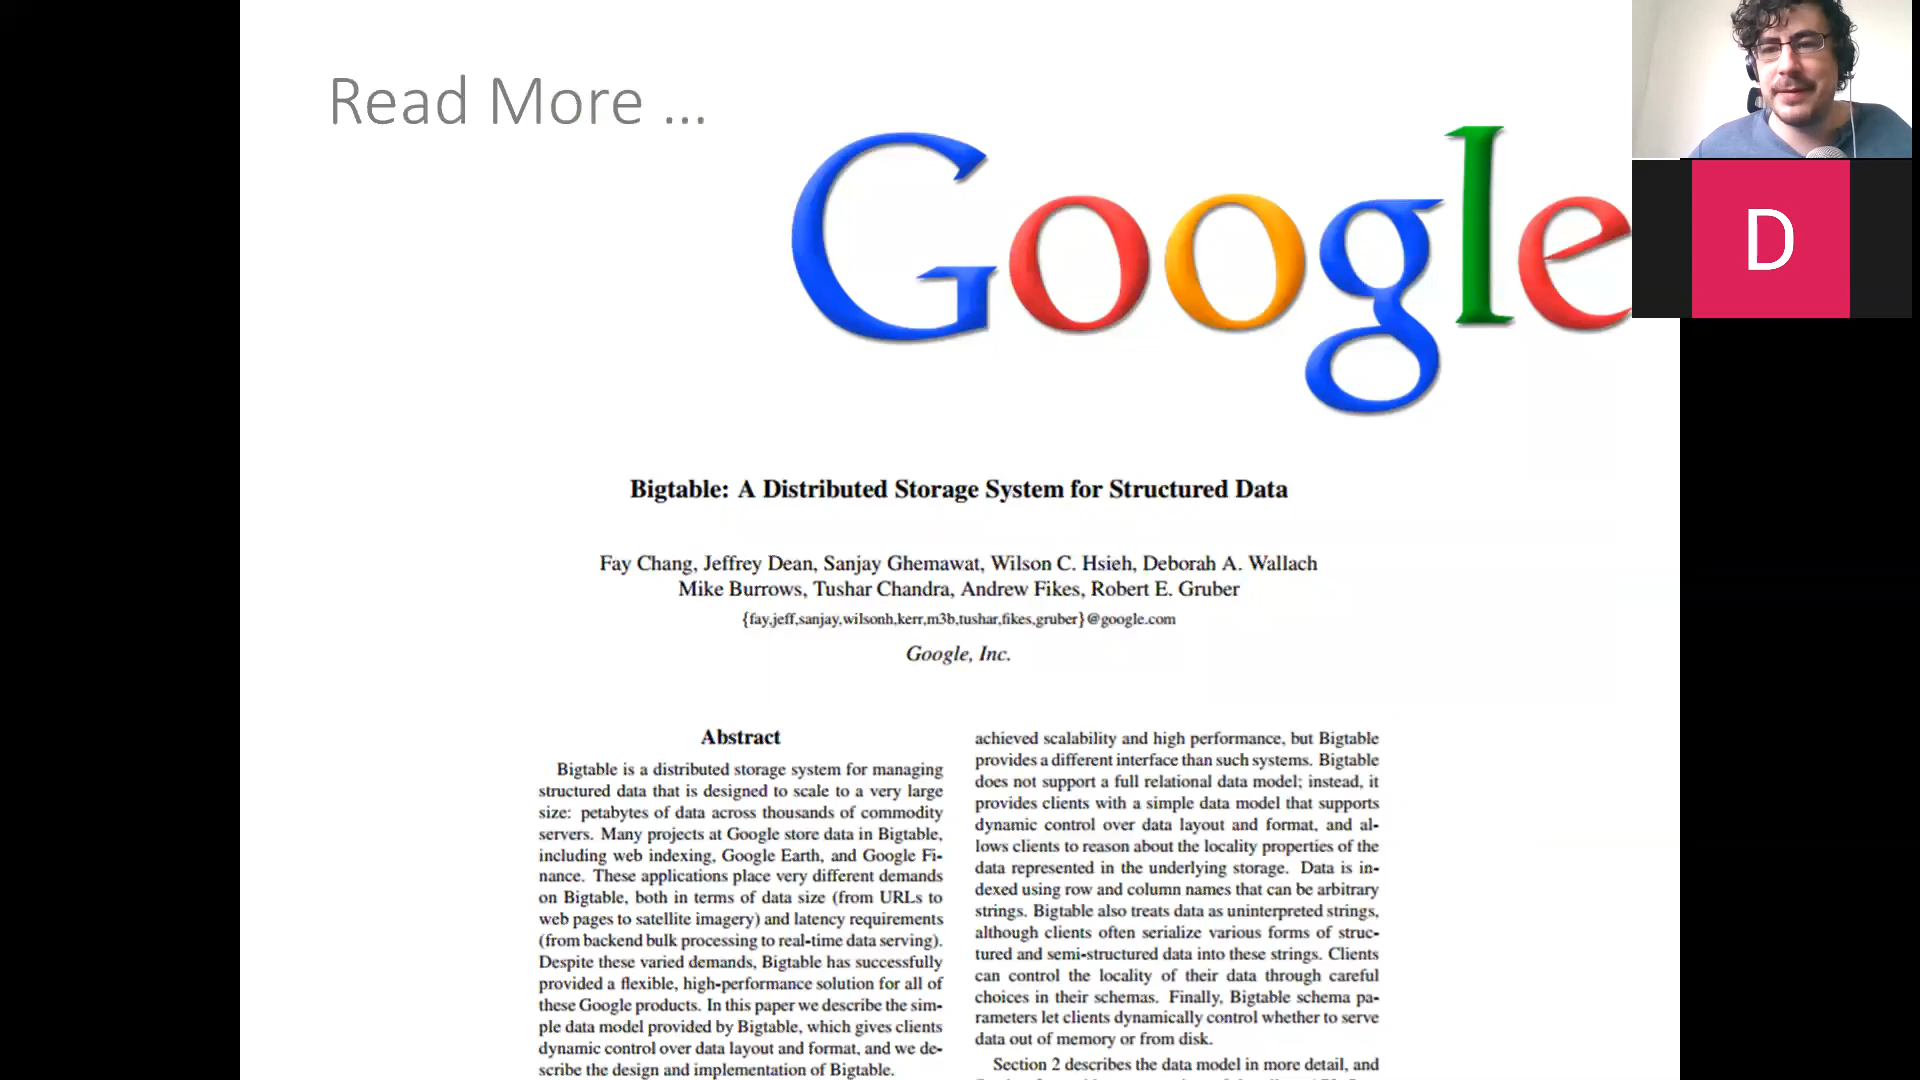 Read More ...
Google
D
Bigtable: A Distributed Storage System for Structured Data
Fay Chang, Jeffrey Dean, Sanjay Ghemawat, Wilson C. Hsieh, Deborah A. Wallach
Mike Burrows, Tushar Chandra, Andrew Fikes, Robert E. Gruber
{fay,jeff,sanjay,wilsonh,kerr,m3b,tushar,fikes,gruber}@google.com
Google, Inc.
Abstract
Bigtable is a distributed storage system for managing
structured data that is designed to scale to a very large
size: petabytes of data across thousands of commodity
servers. Many projects at Google store data in Bigtable,
including web indexing, Google Earth, and Google Fi-
nance. These applications place very different demands
on Bigtable, both in terms of data size (from URLs to
web pages to satellite imagery) and latency requirements
(from backend bulk processing to real-time data serving).
Despite these varied demands, Bigtable has successfully
provided a flexible, high-performance solution for all of
these Google products. In this paper we describe the sim-
ple data model provided by Bigtable, which gives clients
dynamic control over data layout and format, and we de-
scribe the design and implementation of Bigtable.
achieved scalability and high performance, but Bigtable
provides a different interface than such systems. Bigtable
does not support a full relational data model; instead, it
provides clients with a simple data model that supports
dynamic control over data layout and format, and al-
lows clients to reason about the locality properties of the
data represented in the underlying storage. Data is in-
dexed using row and column names that can be arbitrary
strings. Bigtable also treats data as uninterpreted strings,
although clients often serialize various forms of struc-
tured and semi-structured data into these strings. Clients
can control the locality of their data through careful
choices in their schemas. Finally, Bigtable schema pa-
rameters let clients dynamically control whether to serve
data out of memory or from disk.
Section 2 describes the data model in more detail, and